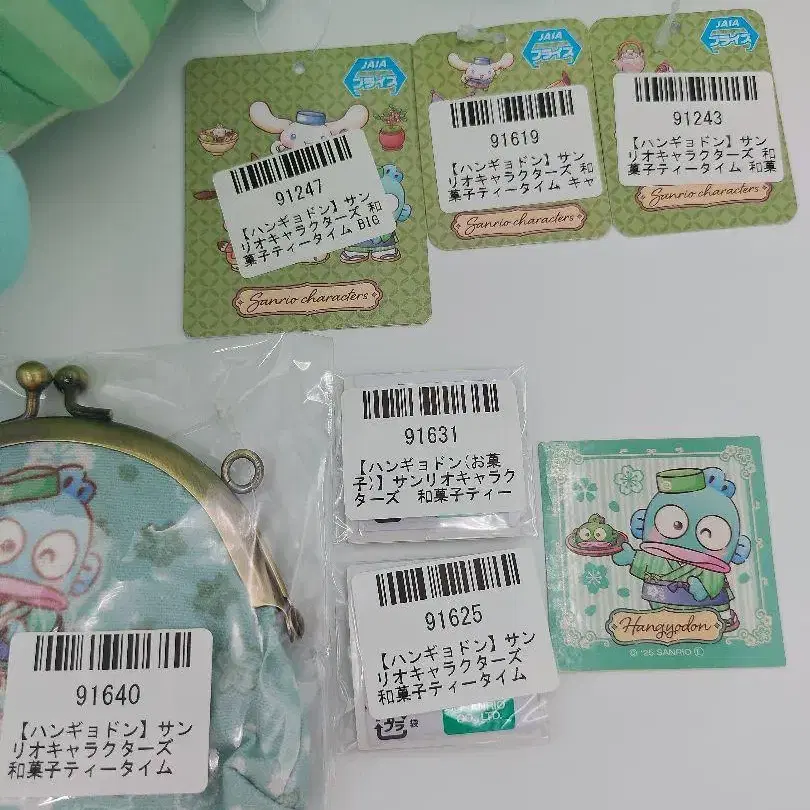 JAIA
プライズ
91247
【ハンギョドン】サン
リオキャラクターズ 和
菓子ティータイム BIG
Sanrio characters
JAIA
プライズ
91619
【ハンギョドン】サン
リオキャラクターズ 和
菓子ティータイム キャ
Sanrio characters
JAIA
プライズ
91243
【ハンギョドン】サン
リオキャラクターズ 和
菓子ティータイム 和菓
Sanrio characters
91631
【ハンギョドン(お菓
子)】サンリオキャラク
ターズ 和菓子ティー
91625
【ハンギョドン】サン
リオキャラクターズ
和菓子ティータイム
プラ 袋
SANRIO
CO., LTD.
Hangyodon
© '25 SANRIO Ⓔ
91640
【ハンギョドン】サン
リオキャラクターズ
和菓子ティータイム